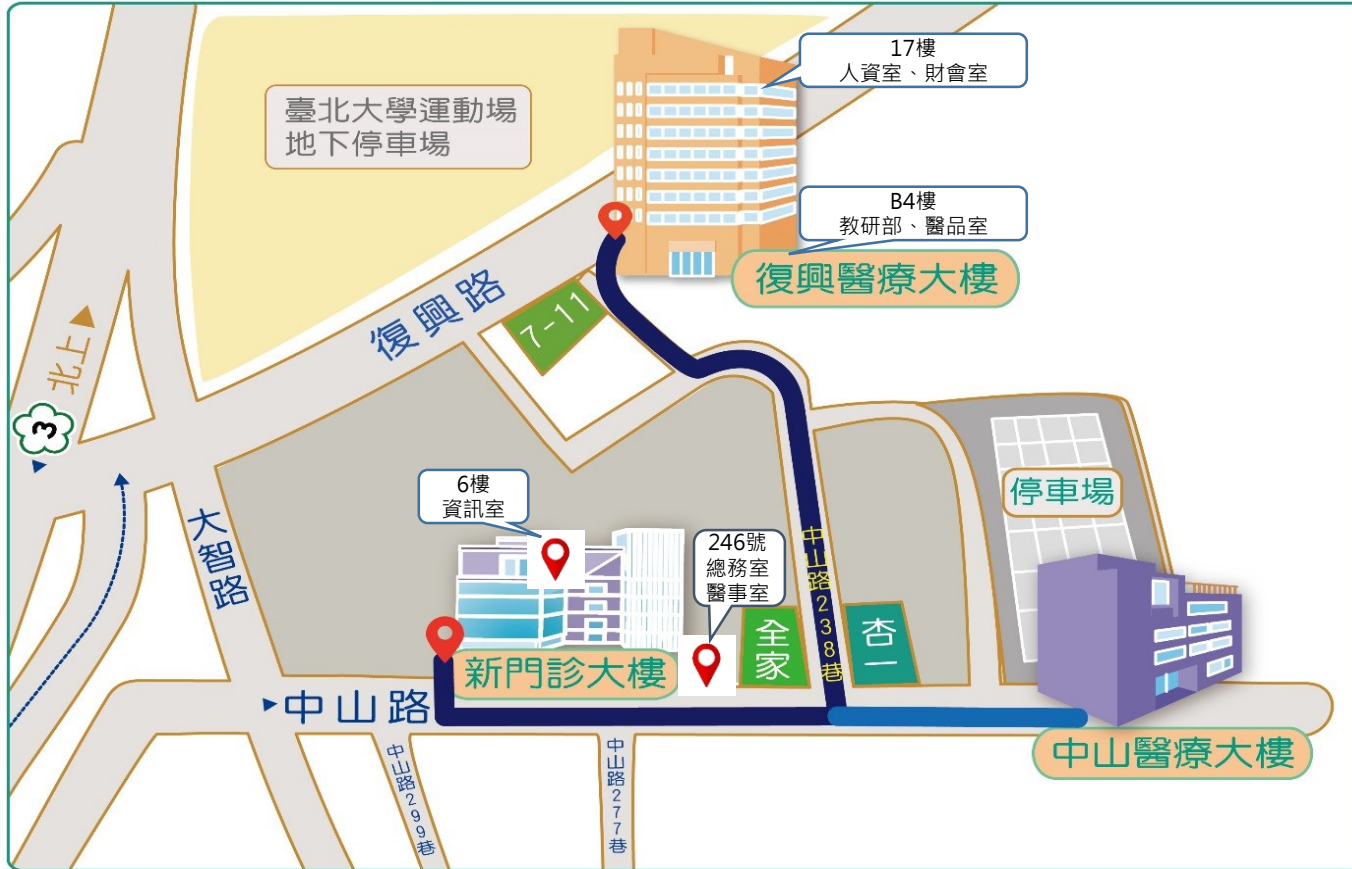 17樓
人資室、財會室
臺北大學運動場
地下停車場
B4樓
教研部、醫品室
復興醫療大樓
復興路
7-11
北上
3
停車場
6樓
資訊室
大智路
246號
總務室
醫事室
中山路238巷
全家
杏一
新門診大樓
中山路
中山醫療大樓
中山路299巷
中山路277巷